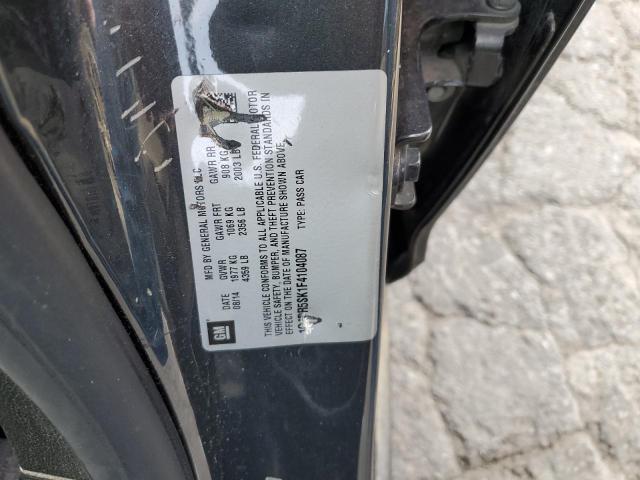 MFD BY GENERAL MOTORS LLC
DATE GVWR GAWR FRT GAWR RR
08/14 1977 KG 1069 KG 908 KG
4359 LB 2356 LB 2003 LB
THIS VEHICLE CONFORMS TO ALL APPLICABLE U.S. FEDERAL MOTOR
VEHICLE SAFETY, BUMPER, AND THEFT PREVENTION STANDARDS IN
EFFECT ON THE DATE OF MANUFACTURE SHOWN ABOVE.
TYPE: PASS CAR
GM